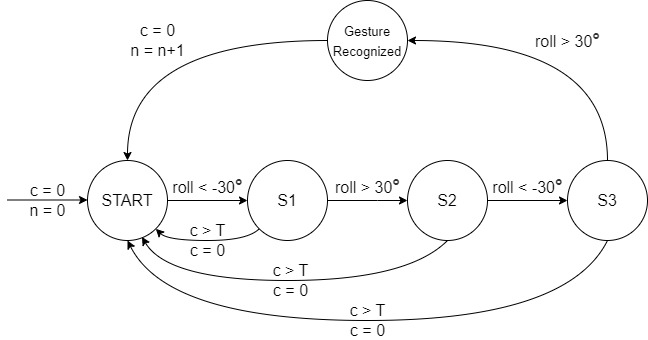 c = 0
n = n+1
Gesture
Recognized
roll > 30°
c = 0
n = 0
START
roll < -30°
S1
roll > 30°
S2
roll < -30°
S3
c > T
c = 0
c > T
c = 0
c > T
c = 0